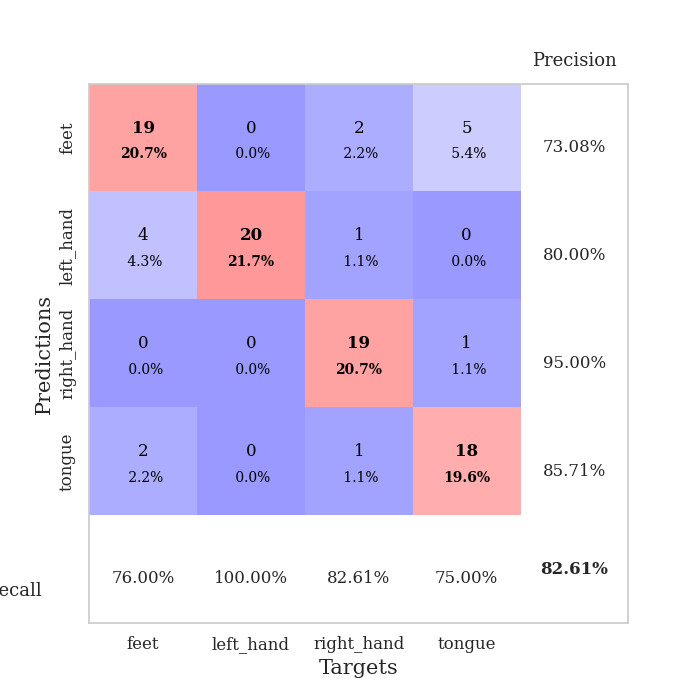 Precision
feet
19 0 2 5 73.08%
20.7% 0.0% 2.2% 5.4%
left_hand
4 20 1 0 80.00%
4.3% 21.7% 1.1% 0.0%
Predictions
right_hand
0 0 19 1 95.00%
0.0% 0.0% 20.7% 1.1%
tongue
2 0 1 18 85.71%
2.2% 0.0% 1.1% 19.6%
ecall 76.00% 100.00% 82.61% 75.00% 82.61%
feet left_hand right_hand tongue
Targets